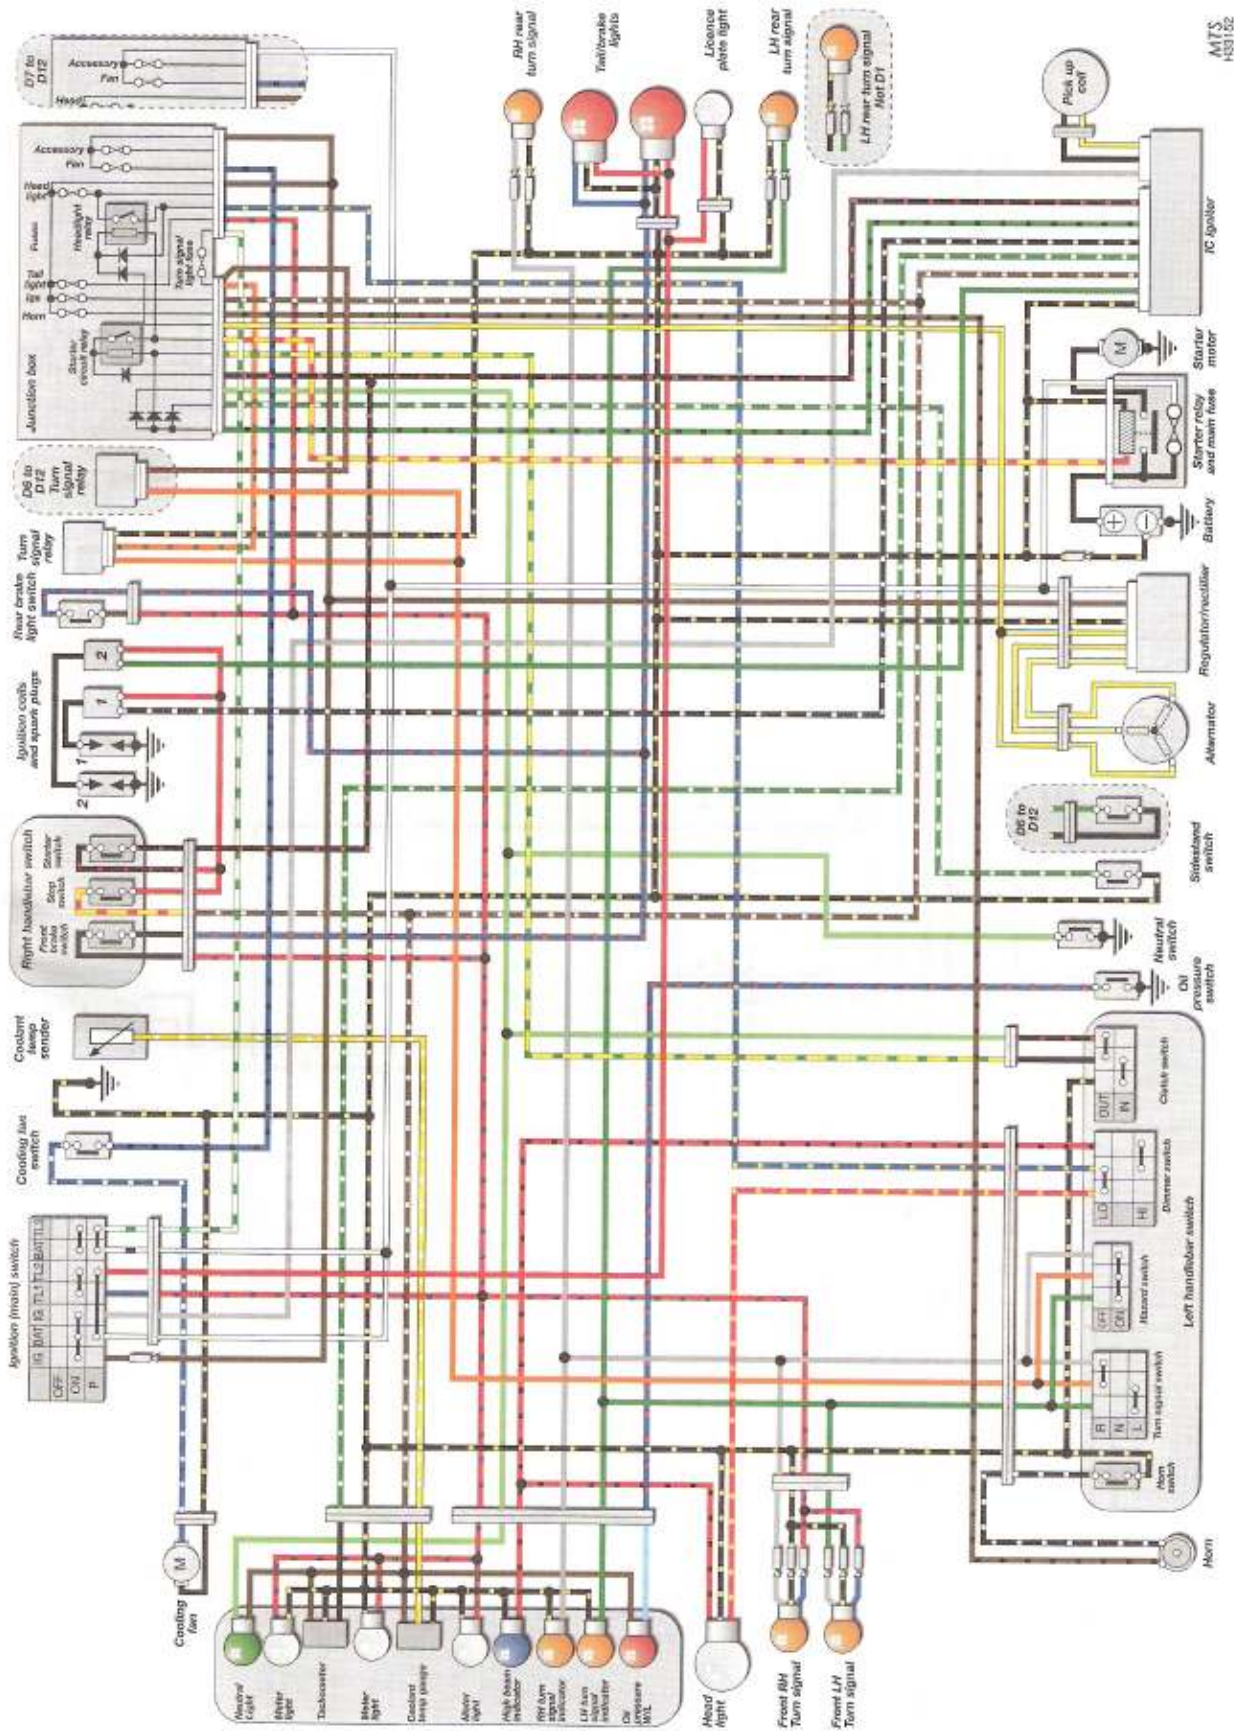 D7 to
D12
Accessory
Fan
Head
Accessory
Fan
Head
light
Fuses
Headlight
relay
Turn signal
light fuse
Tail
light
Ign
Horn
Starter
circuit relay
Junction box
D6 to
D12
Turn
signal
relay
Turn
signal
relay
Rear brake
light switch
Ignition coils
and spark plugs
2
1
1
2
Right handlebar switch
Starter
switch
Stop
switch
Front
brake
switch
Coolant
temp
sender
Cooling fan
switch
Ignition (main) switch
IG
BAT
IG
TL1
TL2
BAT
TL3
OFF
ON
P
RH rear
turn signal
Tail/brake
lights
Licence
plate light
LH rear
turn signal
LH rear turn signal
Not D1
MTS
H33152
Pick up
coil
IC Igniter
M
Starter
motor
Starter relay
and main fuse
+
−
Battery
Regulator/rectifier
Alternator
D6 to
D12
Sidestand
switch
Neutral
switch
Oil
pressure
switch
OUT
IN
Clutch switch
LO
HI
Dimmer switch
OFF
ON
Hazard switch
R
N
L
Turn signal switch
Horn
switch
Left handlebar switch
Horn
M
Cooling
fan
Neutral
Light
Meter
light
Tachometer
Meter
light
Coolant
temp gauge
Meter
light
High beam
indicator
RH turn
signal
indicator
LH turn
signal
indicator
Oil
pressure
W/L
Head
light
Front RH
Turn signal
Front LH
Turn signal